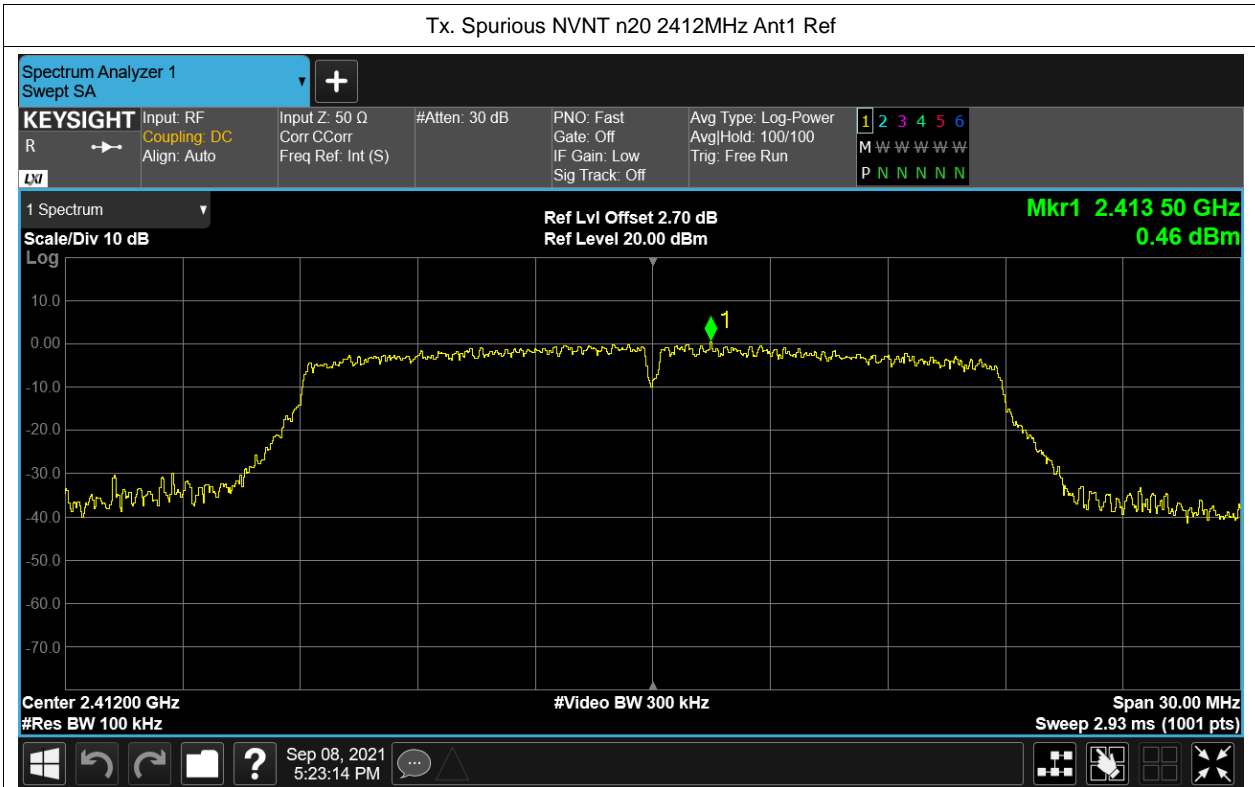 Tx. Spurious NVNT n20 2412MHz Ant1 Ref
Spectrum Analyzer 1
Swept SA
KEYSIGHT
R
LXI
Input: RF
Coupling: DC
Align: Auto
Input Z: 50 Ω
Corr CCorr
Freq Ref: Int (S)
#Atten: 30 dB
PNO: Fast
Gate: Off
IF Gain: Low
Sig Track: Off
Avg Type: Log-Power
Avg|Hold: 100/100
Trig: Free Run
1 2 3 4 5 6
M W W W W W
P N N N N N
1 Spectrum
Scale/Div 10 dB
Ref Lvl Offset 2.70 dB
Ref Level 20.00 dBm
Mkr1 2.413 50 GHz
0.46 dBm
Log
10.0
0.00
-10.0
-20.0
-30.0
-40.0
-50.0
-60.0
-70.0
1
Center 2.41200 GHz
#Res BW 100 kHz
#Video BW 300 kHz
Span 30.00 MHz
Sweep 2.93 ms (1001 pts)
?
Sep 08, 2021
5:23:14 PM